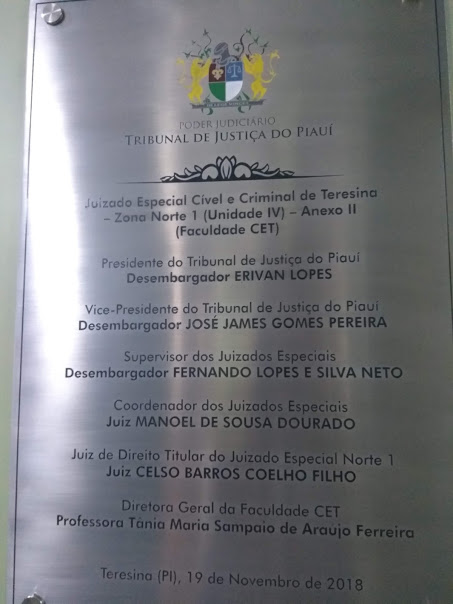 PODER JUDICIÁRIO
TRIBUNAL DE JUSTIÇA DO PIAUÍ
Juizado Especial Cível e Criminal de Teresina
– Zona Norte 1 (Unidade IV) – Anexo II
(Faculdade CET)
Presidente do Tribunal de Justiça do Piauí
Desembargador ERIVAN LOPES
Vice-Presidente do Tribunal de Justiça do Piauí
Desembargador JOSÉ JAMES GOMES PEREIRA
Supervisor dos Juizados Especiais
Desembargador FERNANDO LOPES E SILVA NETO
Coordenador dos Juizados Especiais
Juiz MANOEL DE SOUSA DOURADO
Juiz de Direito Titular do Juizado Especial Norte 1
Juiz CELSO BARROS COELHO FILHO
Diretora Geral da Faculdade CET
Professora Tânia Maria Sampaio de Araújo Ferreira
Teresina (PI), 19 de Novembro de 2018